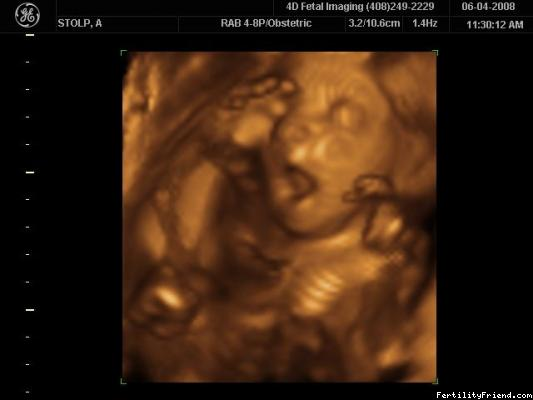 GE
4D Fetal Imaging (408)249-2229 06-04-2008
STOLP, A RAB 4-8P/Obstetric 3.2/10.6cm 1.4Hz 11:30:12 AM
FertilityFriend.com